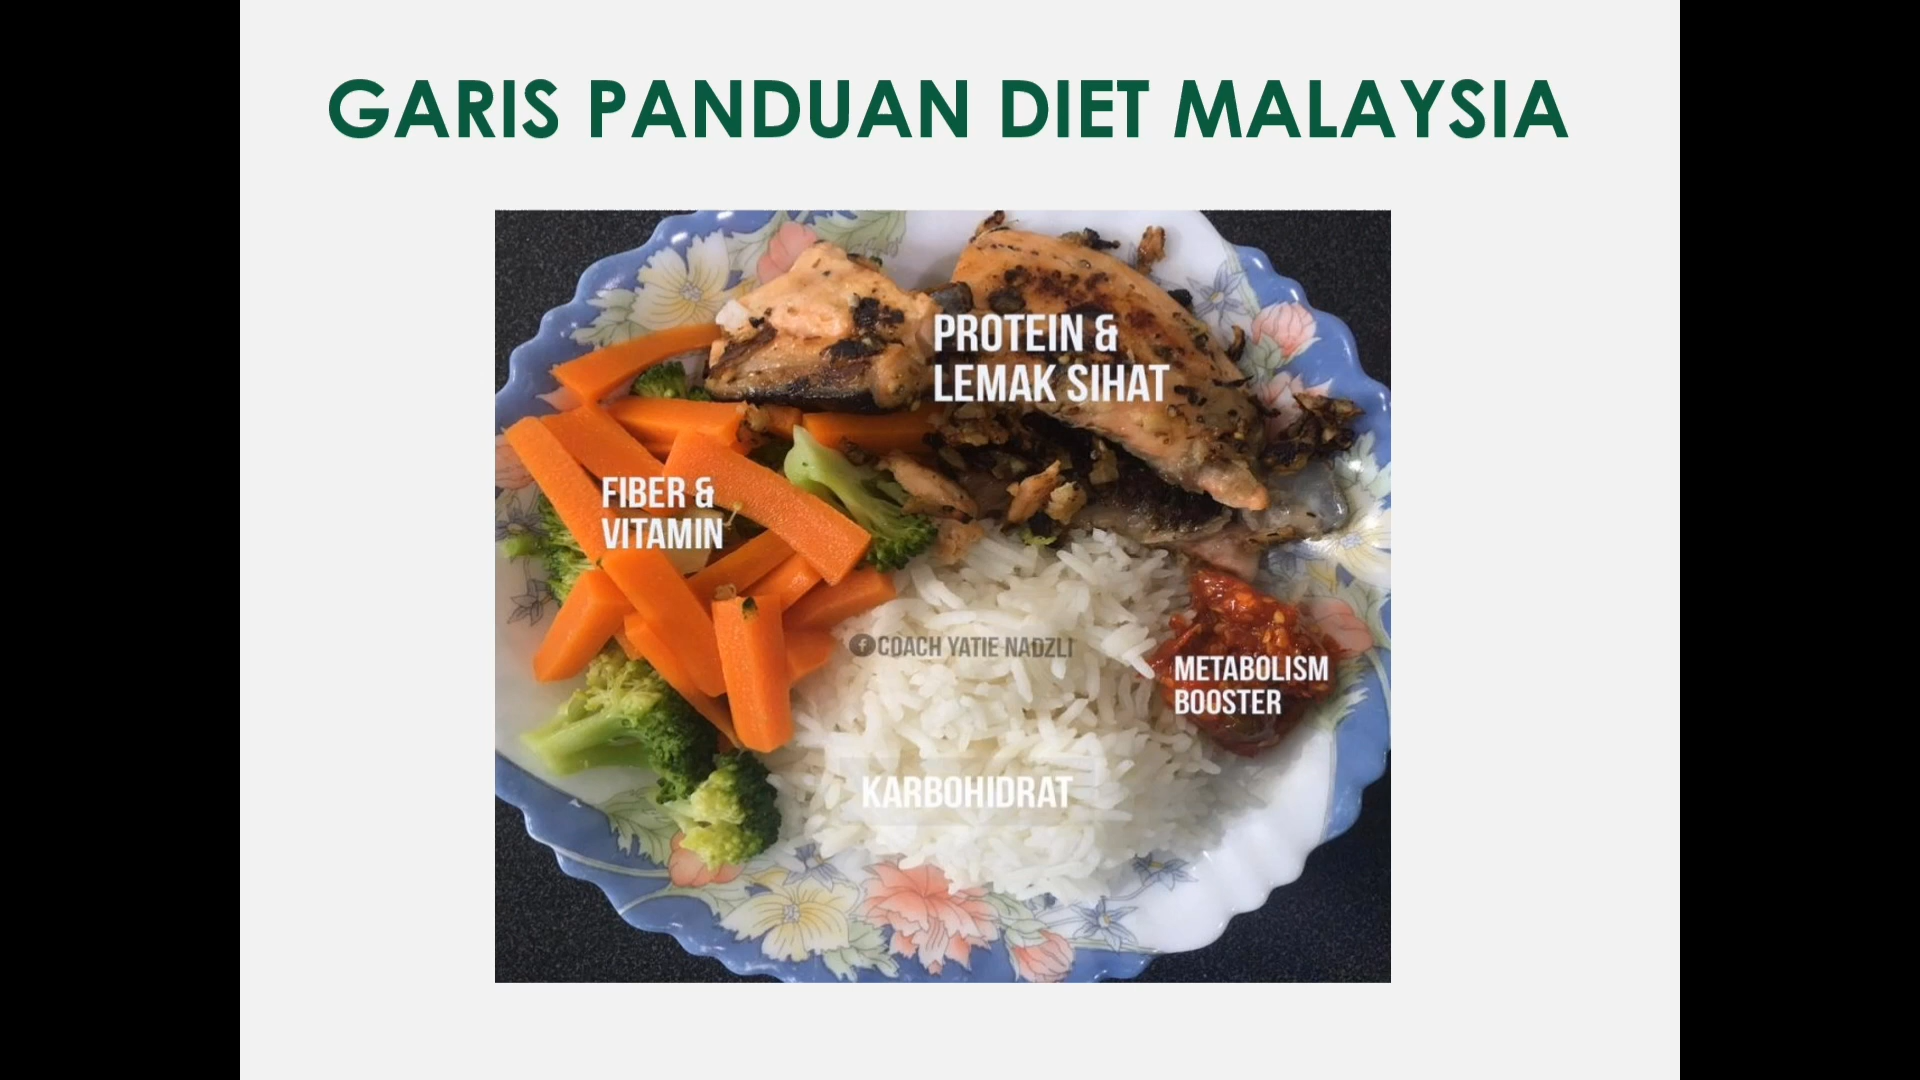 GARIS PANDUAN DIET MALAYSIA
PROTEIN &
LEMAK SIHAT
FIBER &
VITAMIN
COACH YATIE NADZLI
METABOLISM
BOOSTER
KARBOHIDRAT